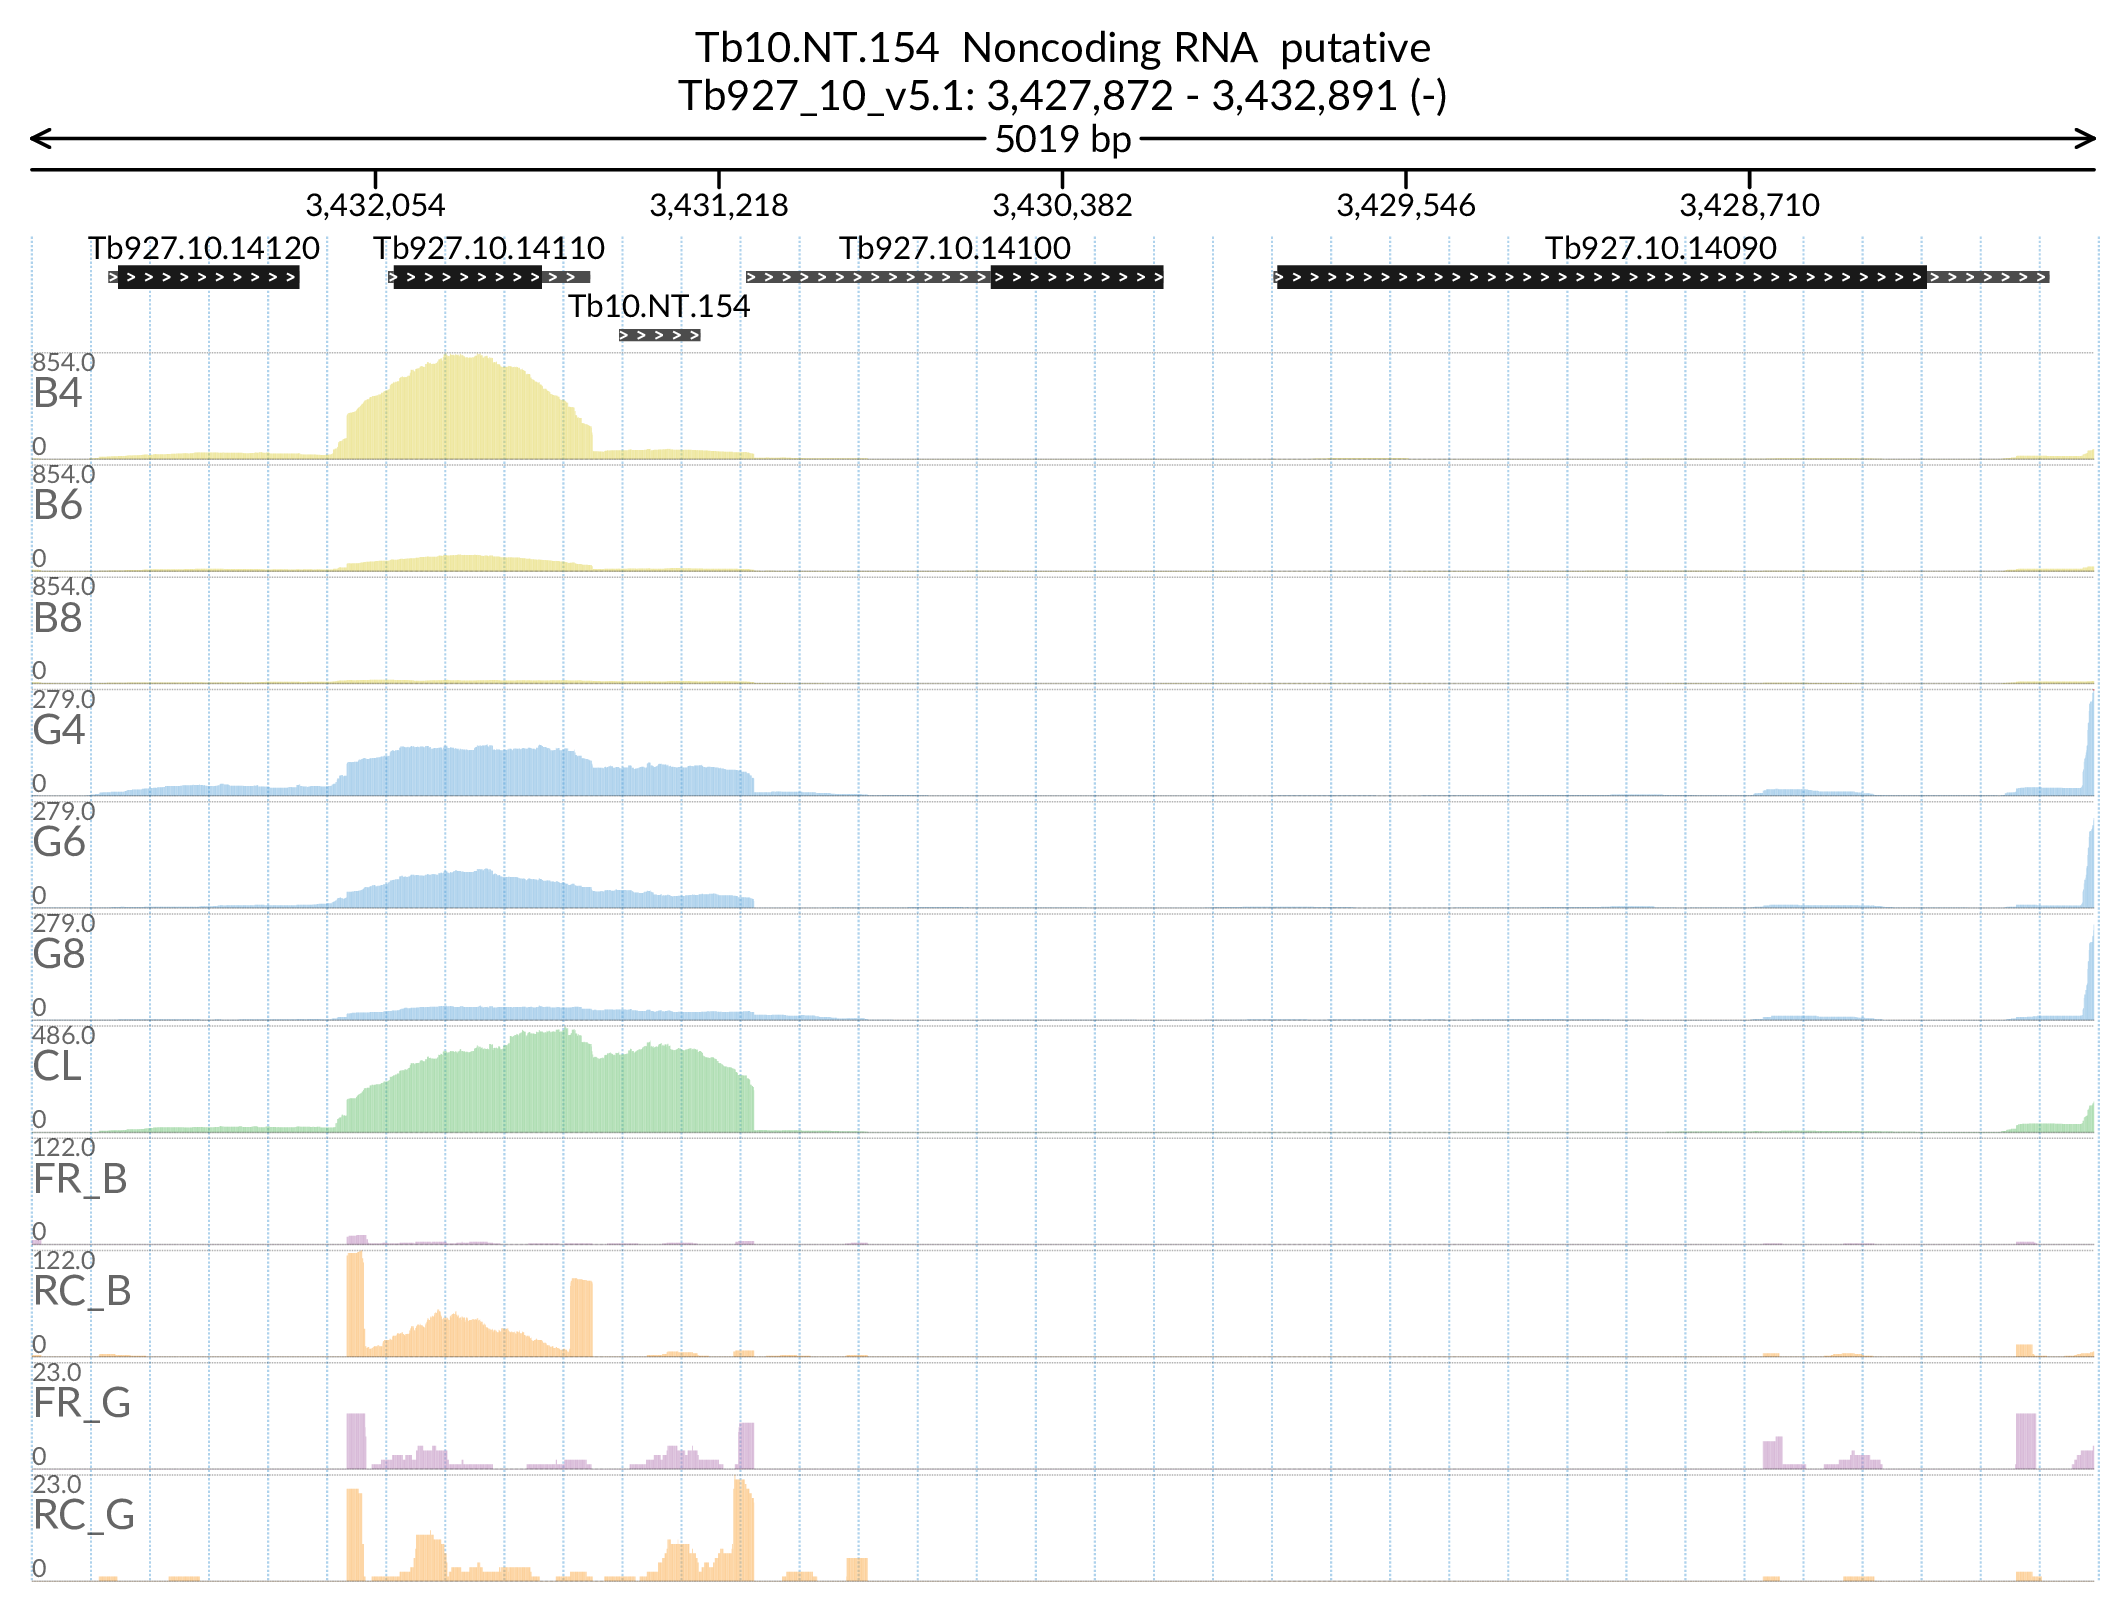 Tb10.NT.154 Noncoding RNA putative
Tb927_10_v5.1: 3,427,872 - 3,432,891 (-)
5019 bp
3,432,054 3,431,218 3,430,382 3,429,546 3,428,710
Tb927.10.14120 Tb927.10.14110 Tb927.10.14100 Tb927.10.14090
Tb10.NT.154
854.0
B4
0
854.0
B6
0
854.0
B8
0
279.0
G4
0
279.0
G6
0
279.0
G8
0
486.0
CL
0
122.0
FR_B
0
122.0
RC_B
0
23.0
FR_G
0
23.0
RC_G
0